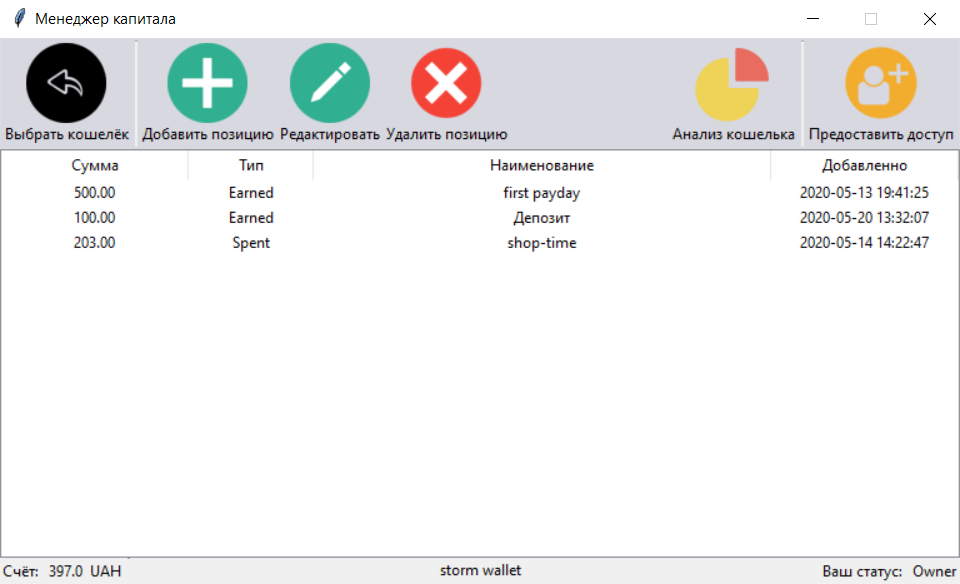 Менеджер капитала
Выбрать кошелёк Добавить позицию Редактировать Удалить позицию Анализ кошелька Предоставить доступ
Сумма Тип Наименование Добавленно
500.00 Earned first payday 2020-05-13 19:41:25
100.00 Earned Депозит 2020-05-20 13:32:07
203.00 Spent shop-time 2020-05-14 14:22:47
Счёт: 397.0 UAH storm wallet Ваш статус: Owner